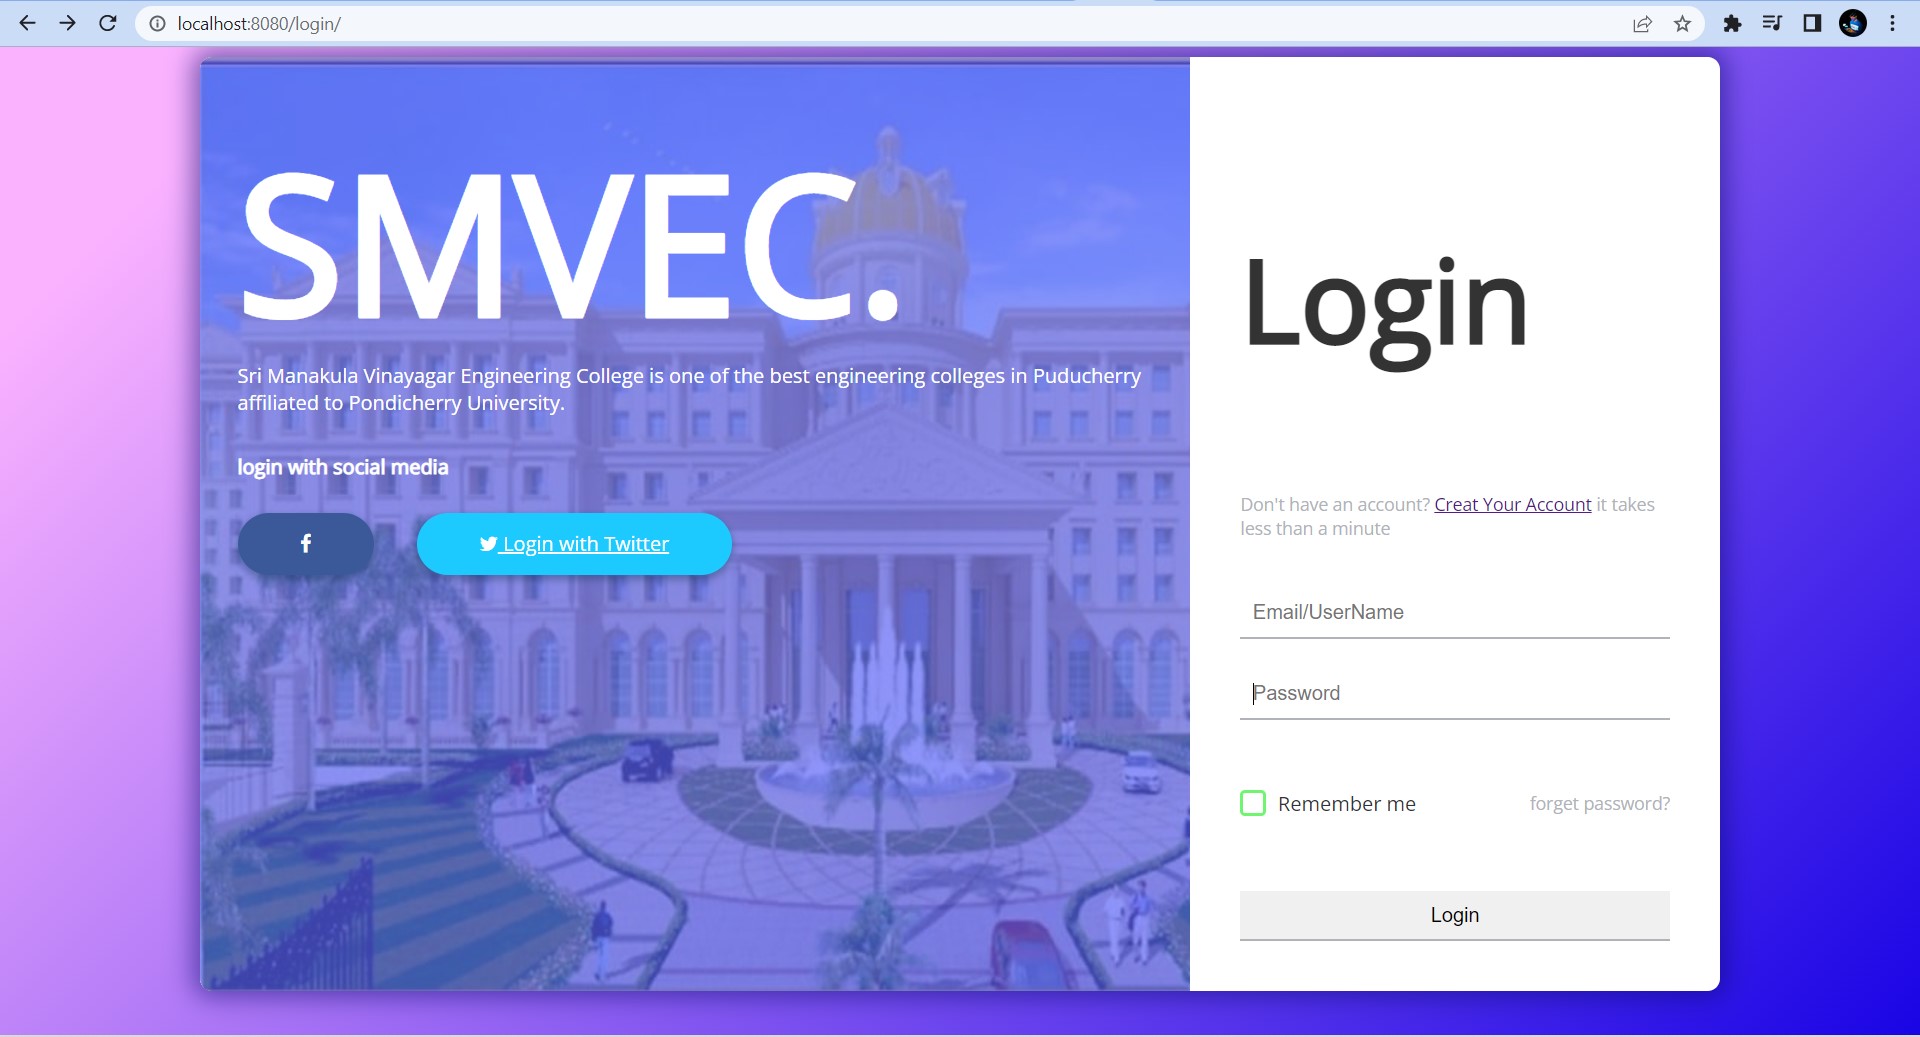 localhost:8080/login/
SMVEC.
Sri Manakula Vinayagar Engineering College is one of the best engineering colleges in Puducherry
affiliated to Pondicherry University.
login with social media
Login with Twitter
Login
Don't have an account? Creat Your Account it takes
less than a minute
Email/UserName
Password
Remember me
forget password?
Login